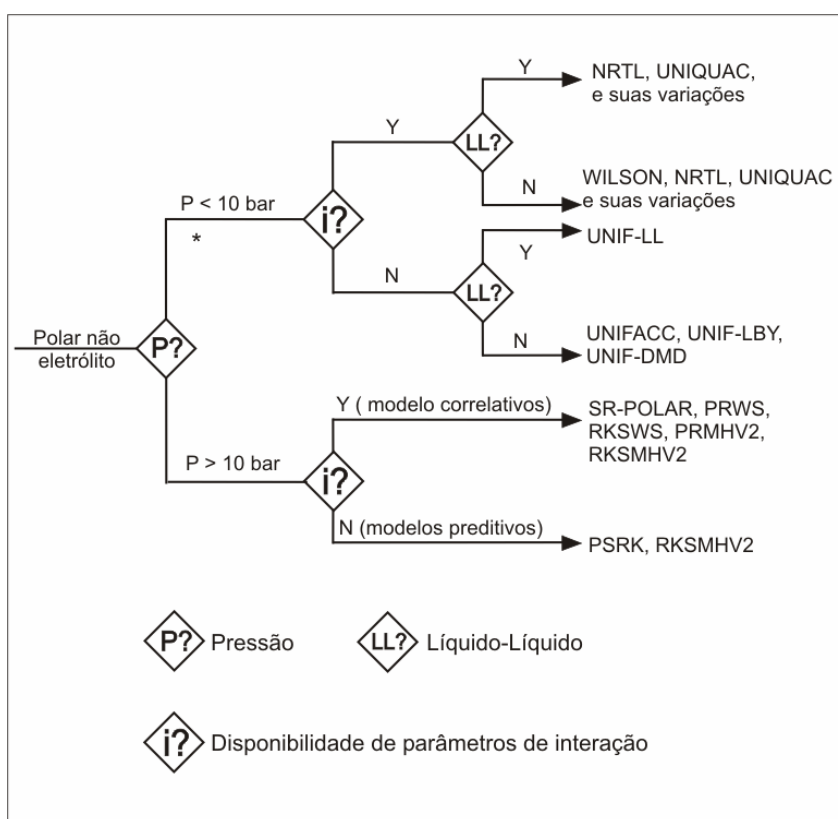 Y
NRTL, UNIQUAC,
e suas variações
LL?
Y
N
WILSON, NRTL, UNIQUAC
e suas variações
P < 10 bar
*
i?
UNIF-LL
Y
N
LL?
N
UNIFACC, UNIF-LBY,
UNIF-DMD
Polar não
eletrólito
P?
Y ( modelo correlativos)
SR-POLAR, PRWS,
RKSWS, PRMHV2,
RKSMHV2
P > 10 bar
i?
N (modelos preditivos)
PSRK, RKSMHV2
P? Pressão
LL? Líquido-Líquido
i? Disponibilidade de parâmetros de interação